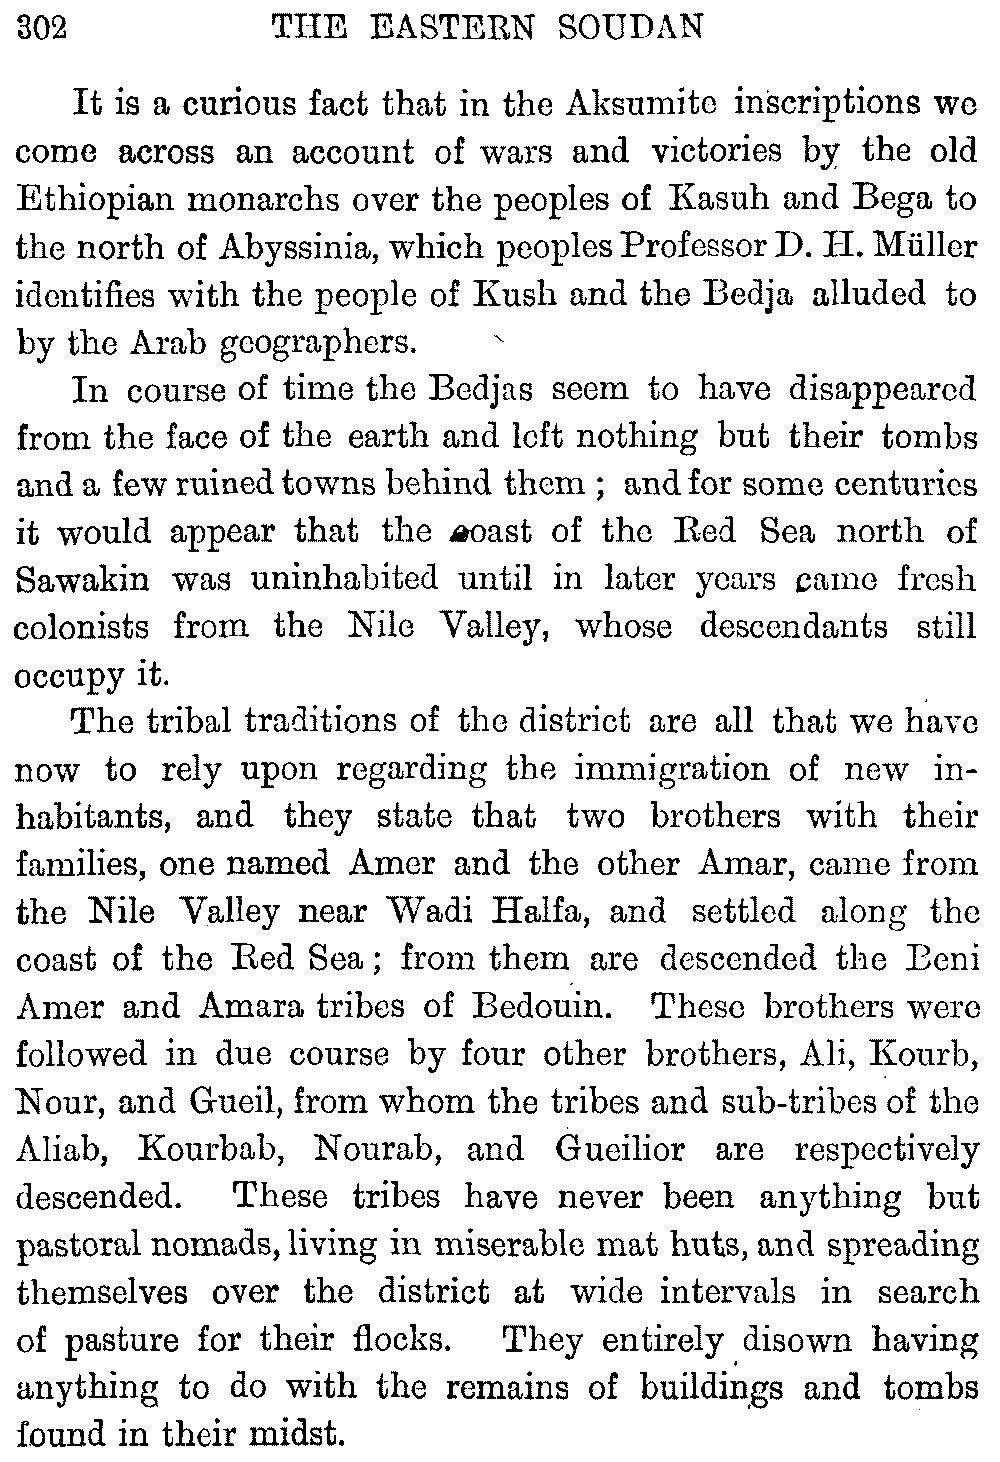 302 THE EASTERN SOUDAN
It is a curious fact that in the Aksumite inscriptions we
come across an account of wars and victories by the old
Ethiopian monarchs over the peoples of Kasuh and Bega to
the north of Abyssinia, which peoples Professor D. H. Müller
identifies with the people of Kush and the Bedja alluded to
by the Arab geographers.
In course of time the Bedjas seem to have disappeared
from the face of the earth and left nothing but their tombs
and a few ruined towns behind them ; and for some centuries
it would appear that the coast of the Red Sea north of
Sawakin was uninhabited until in later years came fresh
colonists from the Nile Valley, whose descendants still
occupy it.
The tribal traditions of the district are all that we have
now to rely upon regarding the immigration of new in-
habitants, and they state that two brothers with their
families, one named Amer and the other Amar, came from
the Nile Valley near Wadi Halfa, and settled along the
coast of the Red Sea ; from them are descended the Beni
Amer and Amara tribes of Bedouin. These brothers were
followed in due course by four other brothers, Ali, Kourb,
Nour, and Gueil, from whom the tribes and sub-tribes of the
Aliab, Kourbab, Nourab, and Gueilior are respectively
descended. These tribes have never been anything but
pastoral nomads, living in miserable mat huts, and spreading
themselves over the district at wide intervals in search
of pasture for their flocks. They entirely disown having
anything to do with the remains of buildings and tombs
found in their midst.